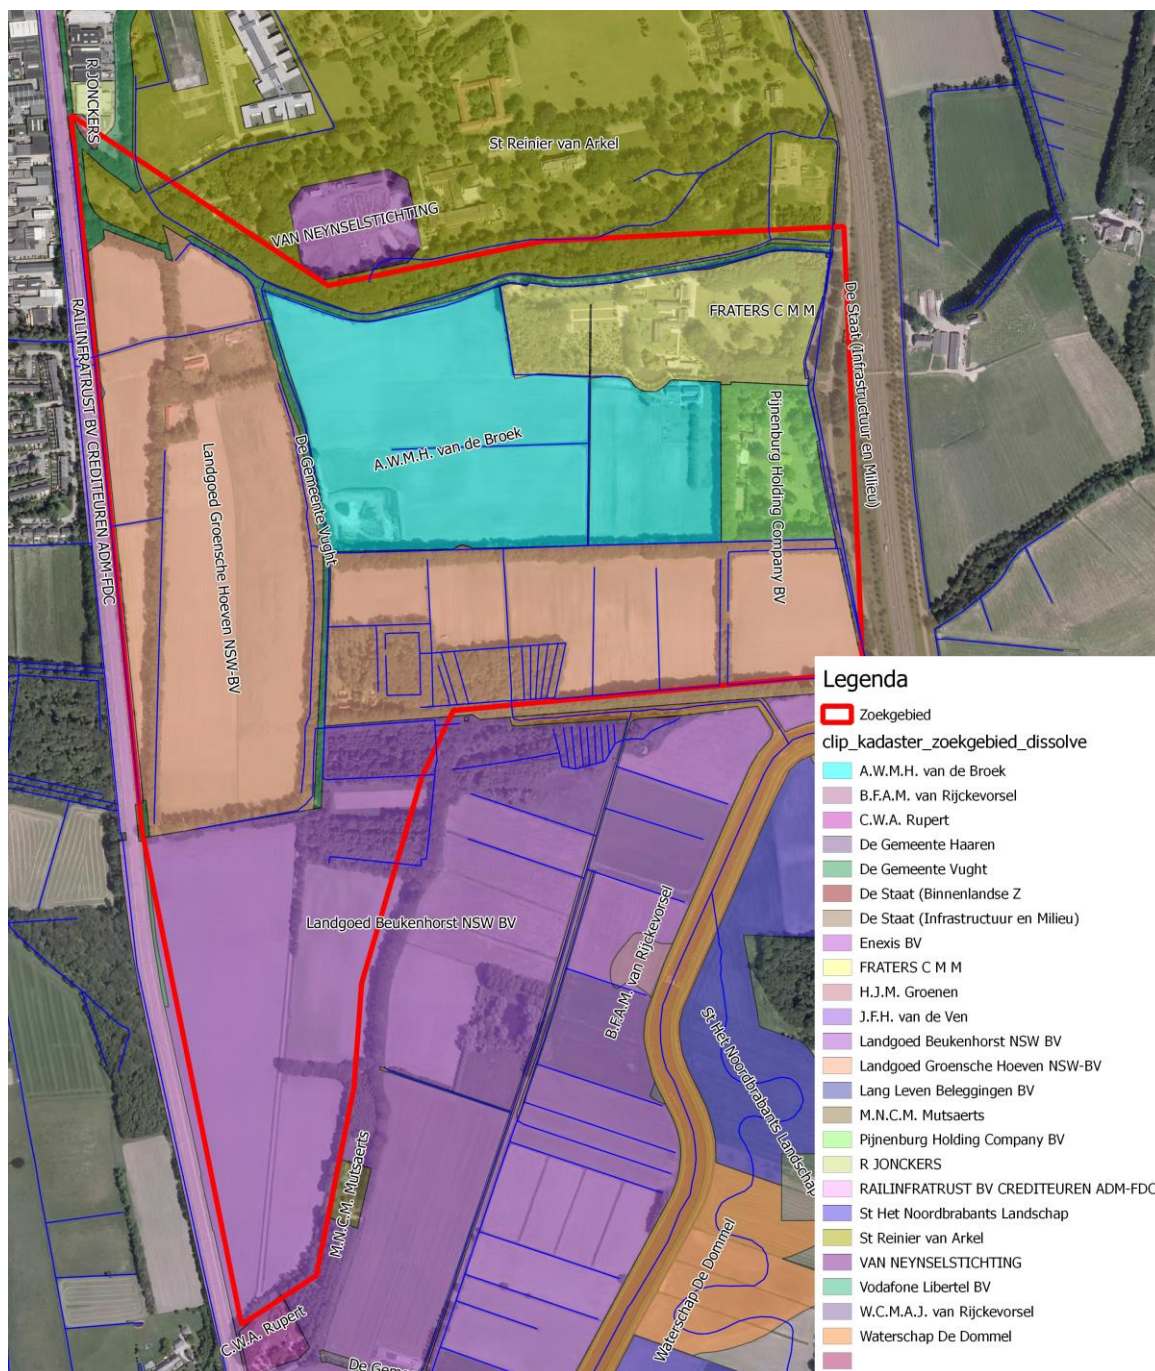 R JONCKERS
St Reinier van Arkel
VAN NEYNSELSTICHTING
FRATERS C M M
De Staat (Infrastructuur en Milieu)
RAILINFRATRUST BV CREDITEUREN ADM-FDC
A.W.M.H. van de Broek
Pijnenburg Holding Company BV
Landgoed Groensche Hoeven NSW-BV
De Gemeente Vught
Landgoed Beukenhorst NSW BV
B.F.A.M. van Rijckevorsel
St Het Noordbrabants Landschap
M.N.C.M. Mutsaerts
Waterschap De Dommel
C.W.A. Rupert
De Gem
Legenda
Zoekgebied
clip_kadaster_zoekgebied_dissolve
A.W.M.H. van de Broek
B.F.A.M. van Rijckevorsel
C.W.A. Rupert
De Gemeente Haaren
De Gemeente Vught
De Staat (Binnenlandse Z
De Staat (Infrastructuur en Milieu)
Enexis BV
FRATERS C M M
H.J.M. Groenen
J.F.H. van de Ven
Landgoed Beukenhorst NSW BV
Landgoed Groensche Hoeven NSW-BV
Lang Leven Beleggingen BV
M.N.C.M. Mutsaerts
Pijnenburg Holding Company BV
R JONCKERS
RAILINFRATRUST BV CREDITEUREN ADM-FDC
St Het Noordbrabants Landschap
St Reinier van Arkel
VAN NEYNSELSTICHTING
Vodafone Libertel BV
W.C.M.A.J. van Rijckevorsel
Waterschap De Dommel